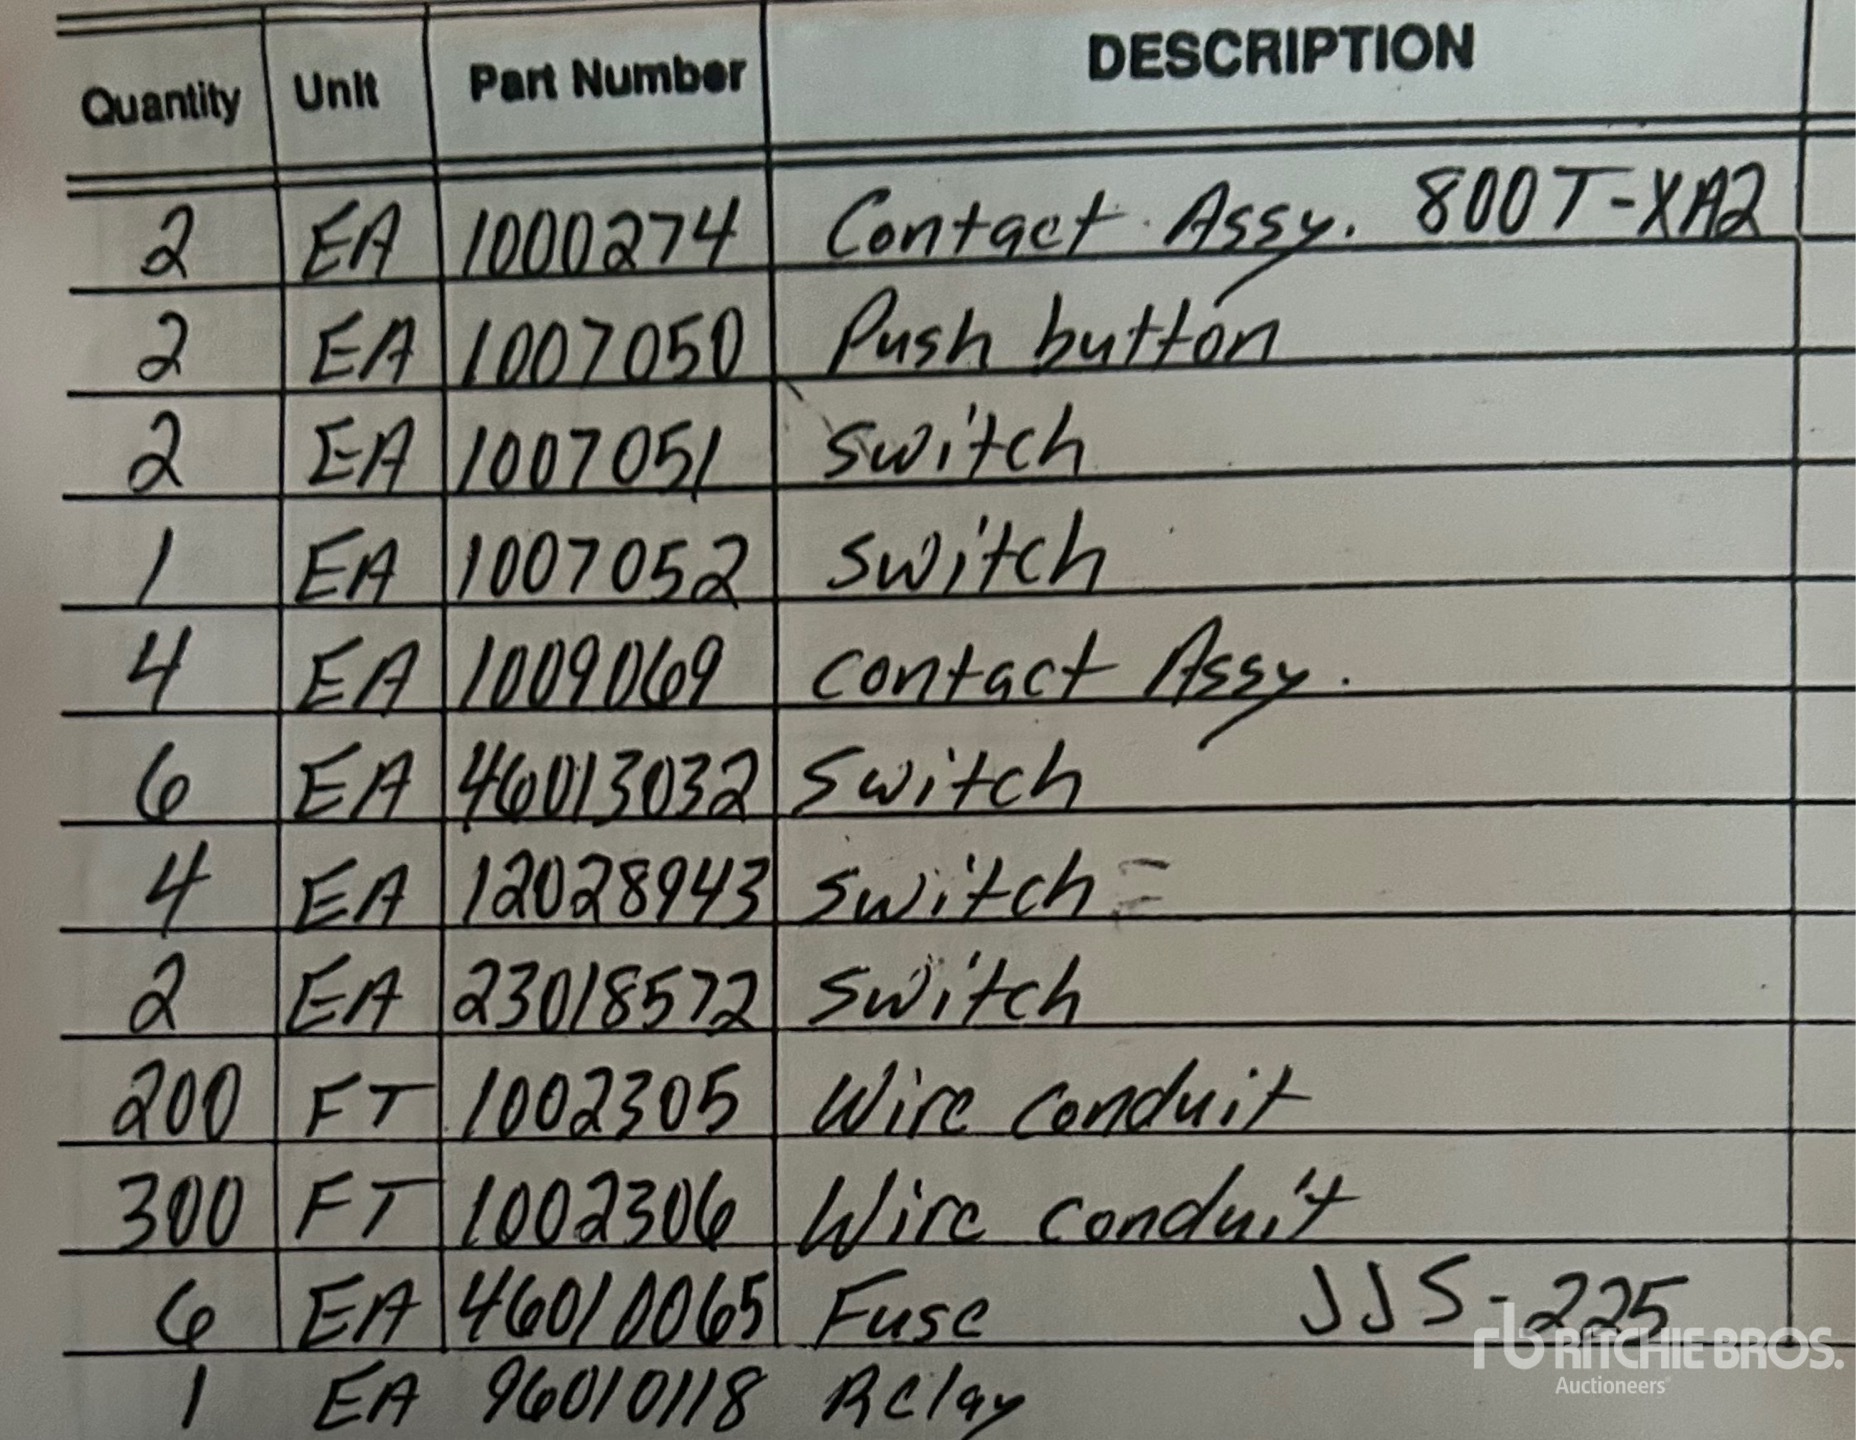 Quantity Unit Part Number DESCRIPTION
2 EA 1000274 Contact Assy. 800T-XA2
2 EA 1007050 Push button
2 EA 1007051 switch
1 EA 1007052 switch
4 EA 1009069 contact Assy.
6 EA 46013032 switch
4 EA 12028943 switch
2 EA 23018572 switch
200 FT 1002305 Wire conduit
300 FT 1002306 Wire conduit
6 EA 46010065 Fuse JJS-225
1 EA 96010118 Relay
rb RITCHIE BROS.
Auctioneers